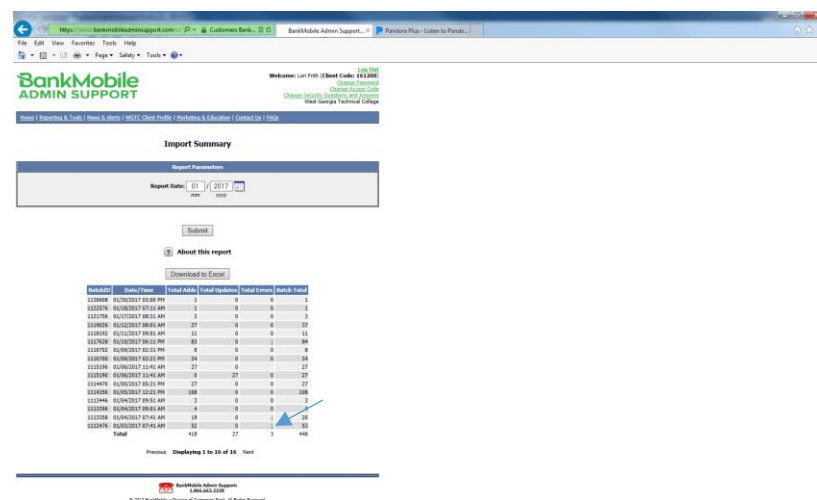 Customers Bank...
BankMobile Admin Support...
Pandora Plus - Listen to Pando...
File Edit View Favorites Tools Help
Page Safety Tools
BankMobile
ADMIN SUPPORT
Log Out
Welcome: Lori Frith (Client Code: 161200)
Change Password
Change Access Code
Change Security Questions and Answers
West Georgia Technical College
Home | Reporting & Tools | News & Alerts | WGTC Client Profile | Marketing & Education | Contact Us | FAQs
Import Summary
Report Parameters
Report Date: 01 / 2017
mm yyyy
Submit
? About this report
Download to Excel
BatchID Date/Time Total Adds Total Updates Total Errors Batch Total
1130608 01/30/2017 03:08 PM 1 0 0 1
1122576 01/18/2017 07:11 AM 1 0 0 1
1121756 01/17/2017 08:31 AM 3 0 0 3
1119826 01/12/2017 08:01 AM 37 0 0 37
1118192 01/11/2017 09:01 AM 11 0 0 11
1117628 01/10/2017 06:11 PM 83 0 1 84
1116702 01/09/2017 02:31 PM 8 0 0 8
1116700 01/09/2017 02:21 PM 34 0 0 34
1115196 01/06/2017 11:41 AM 27 0 27
1115190 01/06/2017 11:41 AM 0 27 0 27
1114470 01/05/2017 05:21 PM 27 0 0 27
1114356 01/05/2017 12:21 PM 108 0 0 108
1113446 01/04/2017 09:51 AM 3 0 0 3
1113396 01/04/2017 09:01 AM 4 0 0
1113358 01/04/2017 07:41 AM 19 0 1 20
1112476 01/03/2017 07:41 AM 52 0 1 53
Total 418 27 3 448
Previous Displaying 1 to 16 of 16 Next
BankMobile Admin Support
1.866.663.2228